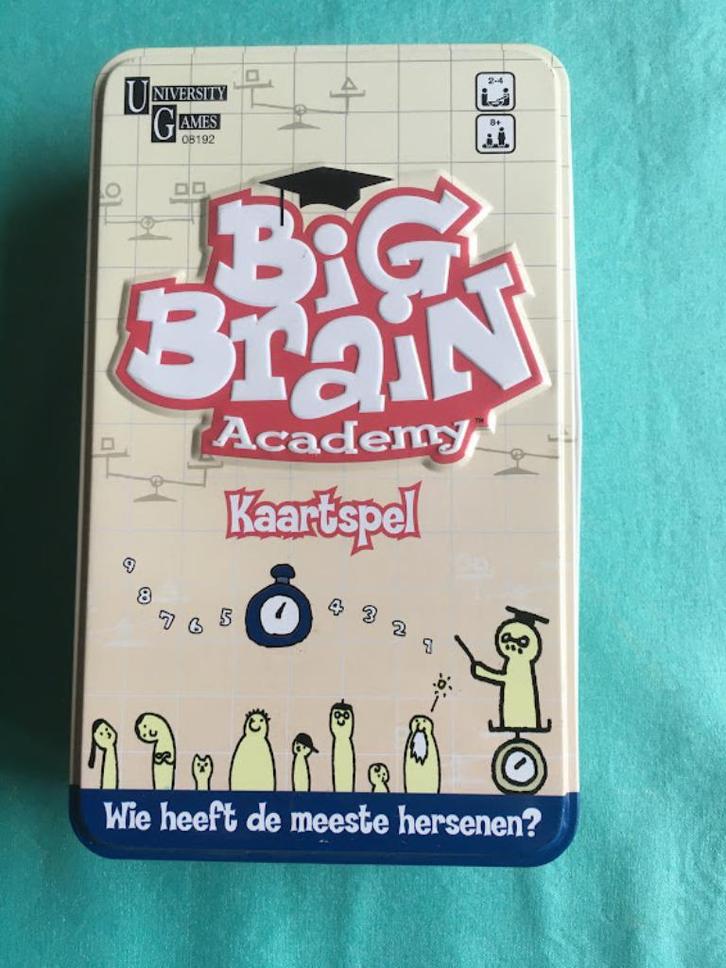 UNIVERSITY
GAMES
08192
2-4
8+
BiG
BraiN
Academy™
Kaartspel
9 8 7 6 5 4 3 2 1
Wie heeft de meeste hersenen?